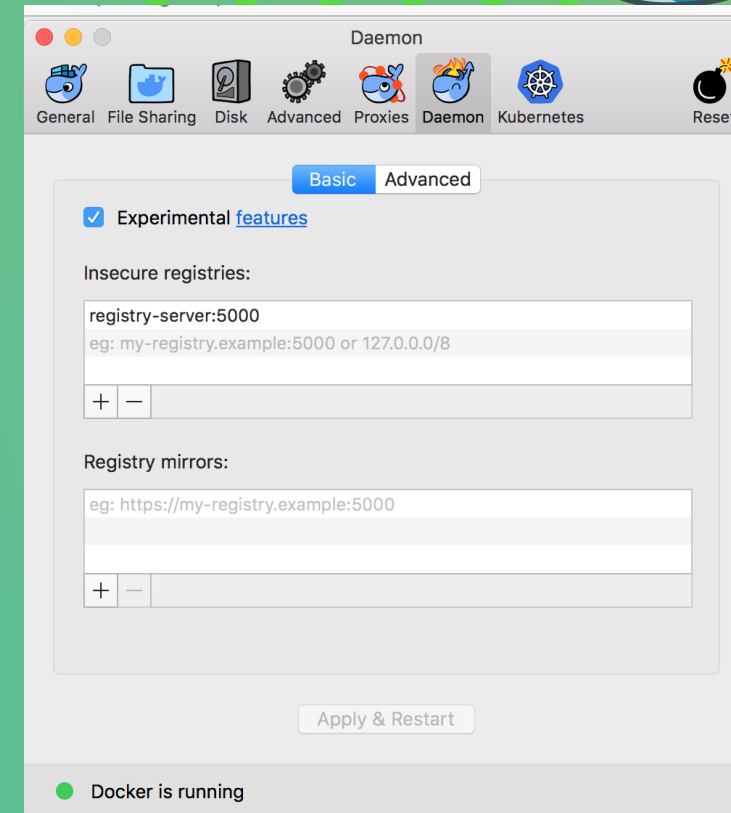 Daemon
General File Sharing Disk Advanced Proxies Daemon Kubernetes Reset
Basic Advanced
Experimental features
Insecure registries:
registry-server:5000
eg: my-registry.example:5000 or 127.0.0.0/8
Registry mirrors:
eg: https://my-registry.example:5000
Apply & Restart
Docker is running